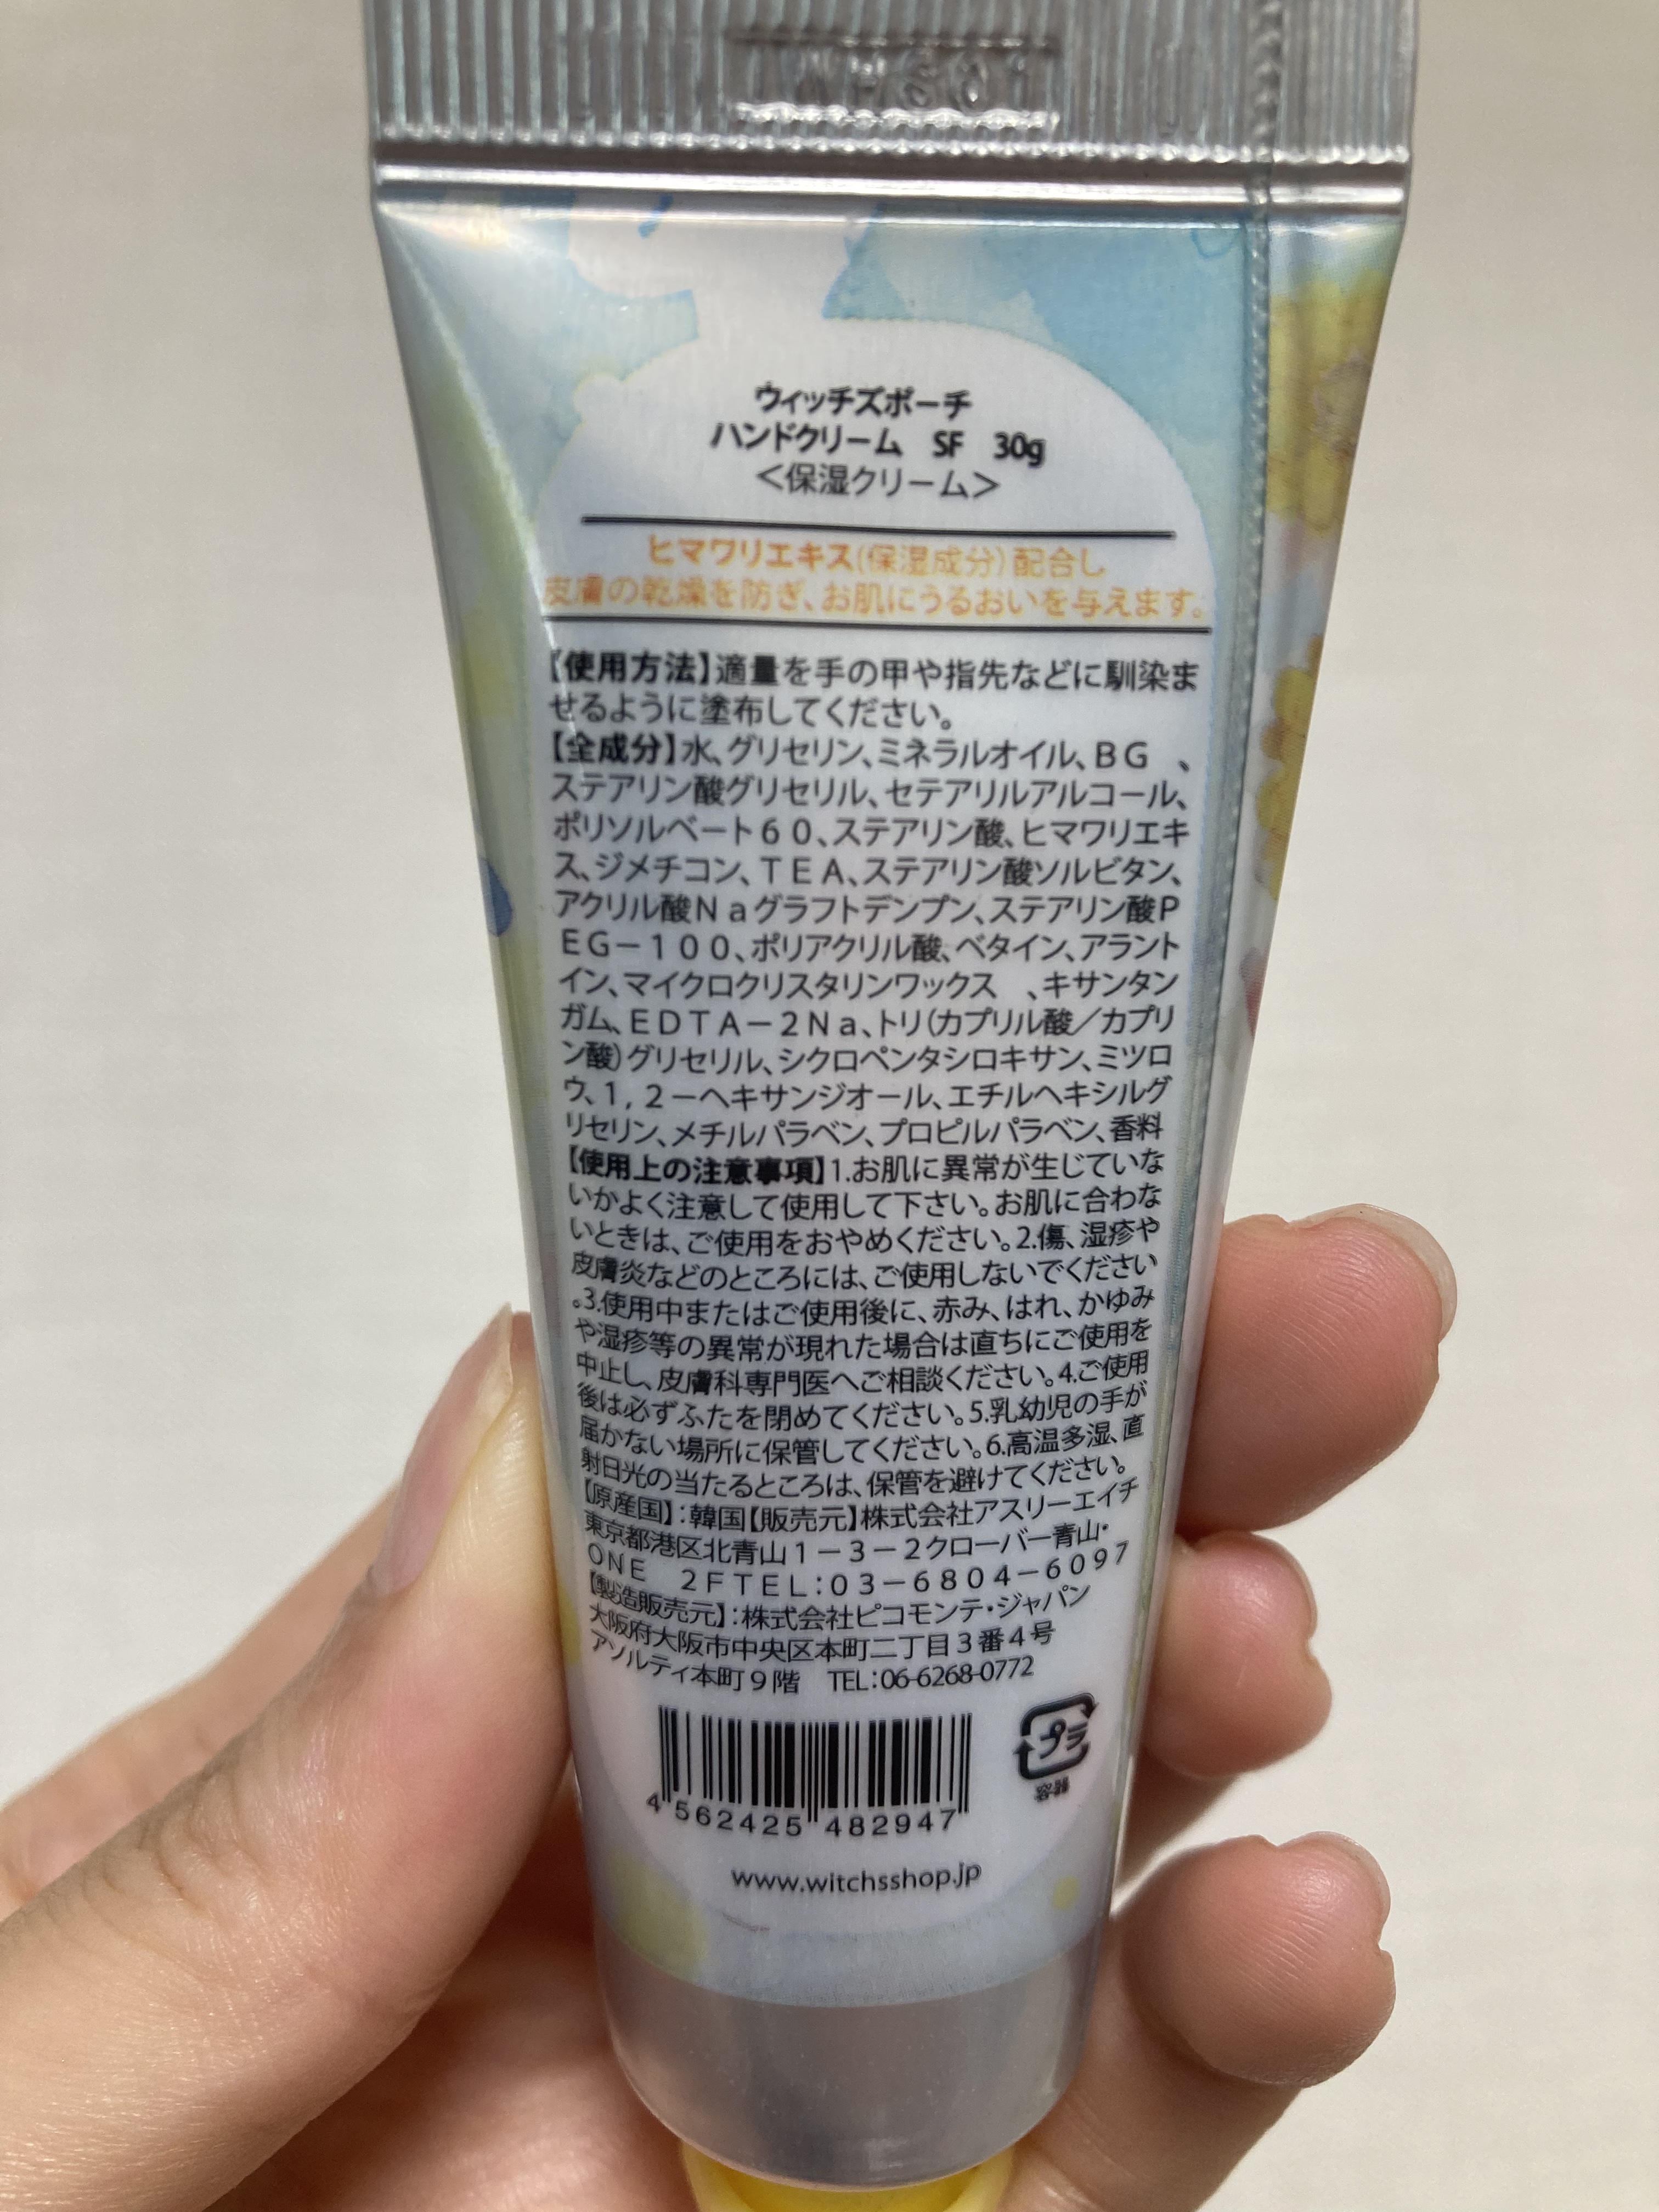 ウィッチズポーチ
ハンドクリーム SF 30g
＜保湿クリーム＞
ヒマワリエキス(保湿成分)配合し
皮膚の乾燥を防ぎ、お肌にうるおいを与えます。
【使用方法】適量を手の甲や指先などに馴染ま
せるように塗布してください。
【全成分】水、グリセリン、ミネラルオイル、ＢＧ　、
ステアリン酸グリセリル、セテアリルアルコール、
ポリソルベート６０、ステアリン酸、ヒマワリエキ
ス、ジメチコン、ＴＥＡ、ステアリン酸ソルビタン、
アクリル酸Ｎａグラフトデンプン、ステアリン酸Ｐ
ＥＧ－１００、ポリアクリル酸、ベタイン、アラント
イン、マイクロクリスタリンワックス　、キサンタン
ガム、ＥＤＴＡ－２Ｎａ、トリ（カプリル酸／カプリ
ン酸）グリセリル、シクロペンタシロキサン、ミツロ
ウ、１，２－ヘキサンジオール、エチルヘキシルグ
リセリン、メチルパラベン、プロピルパラベン、香料
【使用上の注意事項】1.お肌に異常が生じていな
いかよく注意して使用して下さい。お肌に合わな
いときは、ご使用をおやめください。2.傷、湿疹や
皮膚炎などのところには、ご使用しないでください
。3.使用中またはご使用後に、赤み、はれ、かゆみ
や湿疹等の異常が現れた場合は直ちにご使用を
中止し、皮膚科専門医へご相談ください。4.ご使用
後は必ずふたを閉めてください。5.乳幼児の手が
届かない場所に保管してください。6.高温多湿、直
射日光の当たるところは、保管を避けてください。
【原産国】：韓国【販売元】株式会社アスリーエイチ
東京都港区北青山１－３－２クローバー青山・
ＯＮＥ　２ＦＴＥＬ：０３－６８０４－６０９７
【製造販売元】：株式会社ピコモンテ・ジャパン
大阪府大阪市中央区本町二丁目３番４号
アソルティ本町９階　TEL：06-6268-0772
プラ
容器
4 562425 482947
www.witchsshop.jp